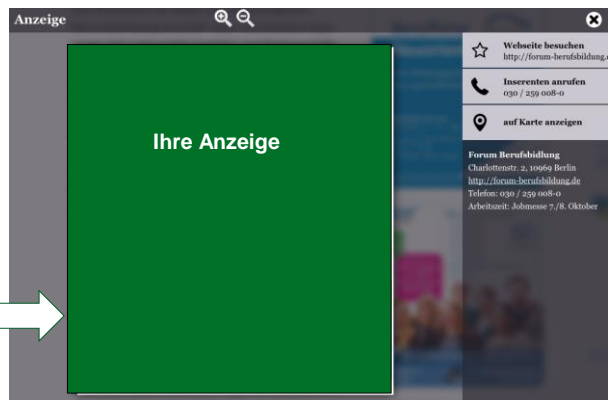 Anzeige
Ihre Anzeige
Webseite besuchen
http://forum-berufsbildung.
Inserenten anrufen
030 / 259 008-0
auf Karte anzeigen
Forum Berufsbidlung
Charlottenstr. 2, 10969 Berlin
http://forum-berufsbildung.de
Telefon: 030 / 259 008-0
Arbeitszeit: Jobmesse 7./8. Oktober